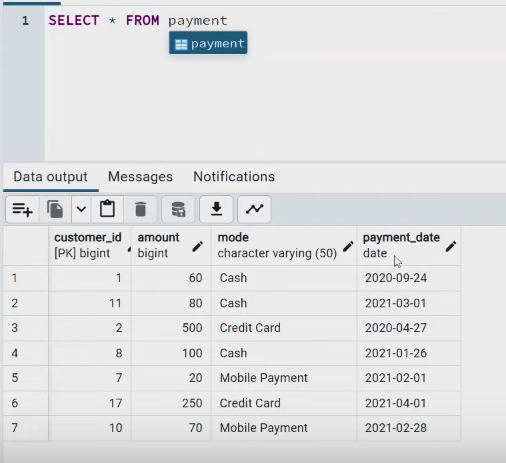 1 SELECT * FROM payment
payment
Data output Messages Notifications
customer_id amount mode payment_date
[PK] bigint bigint character varying (50) date
1 1 60 Cash 2020-09-24
2 11 80 Cash 2021-03-01
3 2 500 Credit Card 2020-04-27
4 8 100 Cash 2021-01-26
5 7 20 Mobile Payment 2021-02-01
6 17 250 Credit Card 2021-04-01
7 10 70 Mobile Payment 2021-02-28